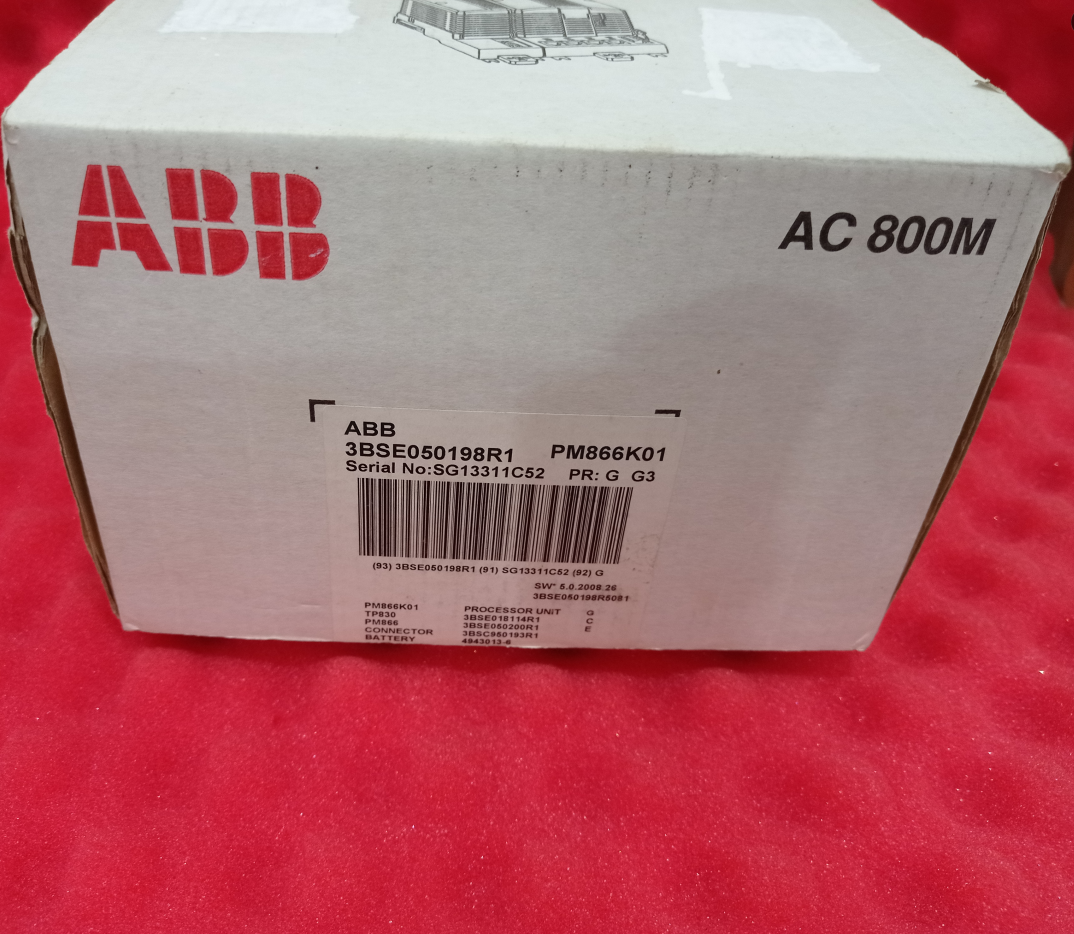 ABB
AC 800M
ABB
3BSE050198R1 PM866K01
Serial No:SG13311C52 PR: G G3
(93) 3BSE050198R1 (91) SG13311C52 (92) G
SW* 5.0.2008.26
3BSE050198R5081
PM866K01 PROCESSOR UNIT G
TP830 3BSE018114R1 C
PM866 3BSE050200R1 E
CONNECTOR 3BSC950193R1
BATTERY 4943013-6